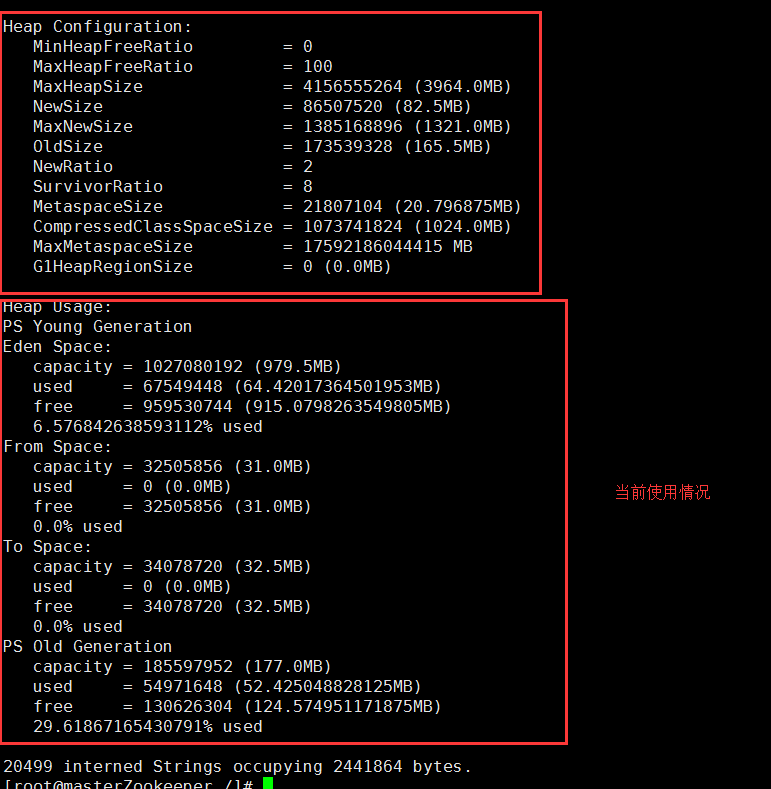 Heap Configuration:
   MinHeapFreeRatio         = 0
   MaxHeapFreeRatio         = 100
   MaxHeapSize              = 4156555264 (3964.0MB)
   NewSize                  = 86507520 (82.5MB)
   MaxNewSize               = 1385168896 (1321.0MB)
   OldSize                  = 173539328 (165.5MB)
   NewRatio                 = 2
   SurvivorRatio            = 8
   MetaspaceSize            = 21807104 (20.796875MB)
   CompressedClassSpaceSize = 1073741824 (1024.0MB)
   MaxMetaspaceSize         = 17592186044415 MB
   G1HeapRegionSize         = 0 (0.0MB)
Heap Usage:
PS Young Generation
Eden Space:
   capacity = 1027080192 (979.5MB)
   used     = 67549448 (64.42017364501953MB)
   free     = 959530744 (915.0798263549805MB)
   6.576842638593112% used
From Space:
   capacity = 32505856 (31.0MB)
   used     = 0 (0.0MB)
   free     = 32505856 (31.0MB)
   0.0% used
当前使用情况
To Space:
   capacity = 34078720 (32.5MB)
   used     = 0 (0.0MB)
   free     = 34078720 (32.5MB)
   0.0% used
PS Old Generation
   capacity = 185597952 (177.0MB)
   used     = 54971648 (52.425048828125MB)
   free     = 130626304 (124.574951171875MB)
   29.61867165430791% used
20499 interned Strings occupying 2441864 bytes.
[root@masterZookeeper /]#